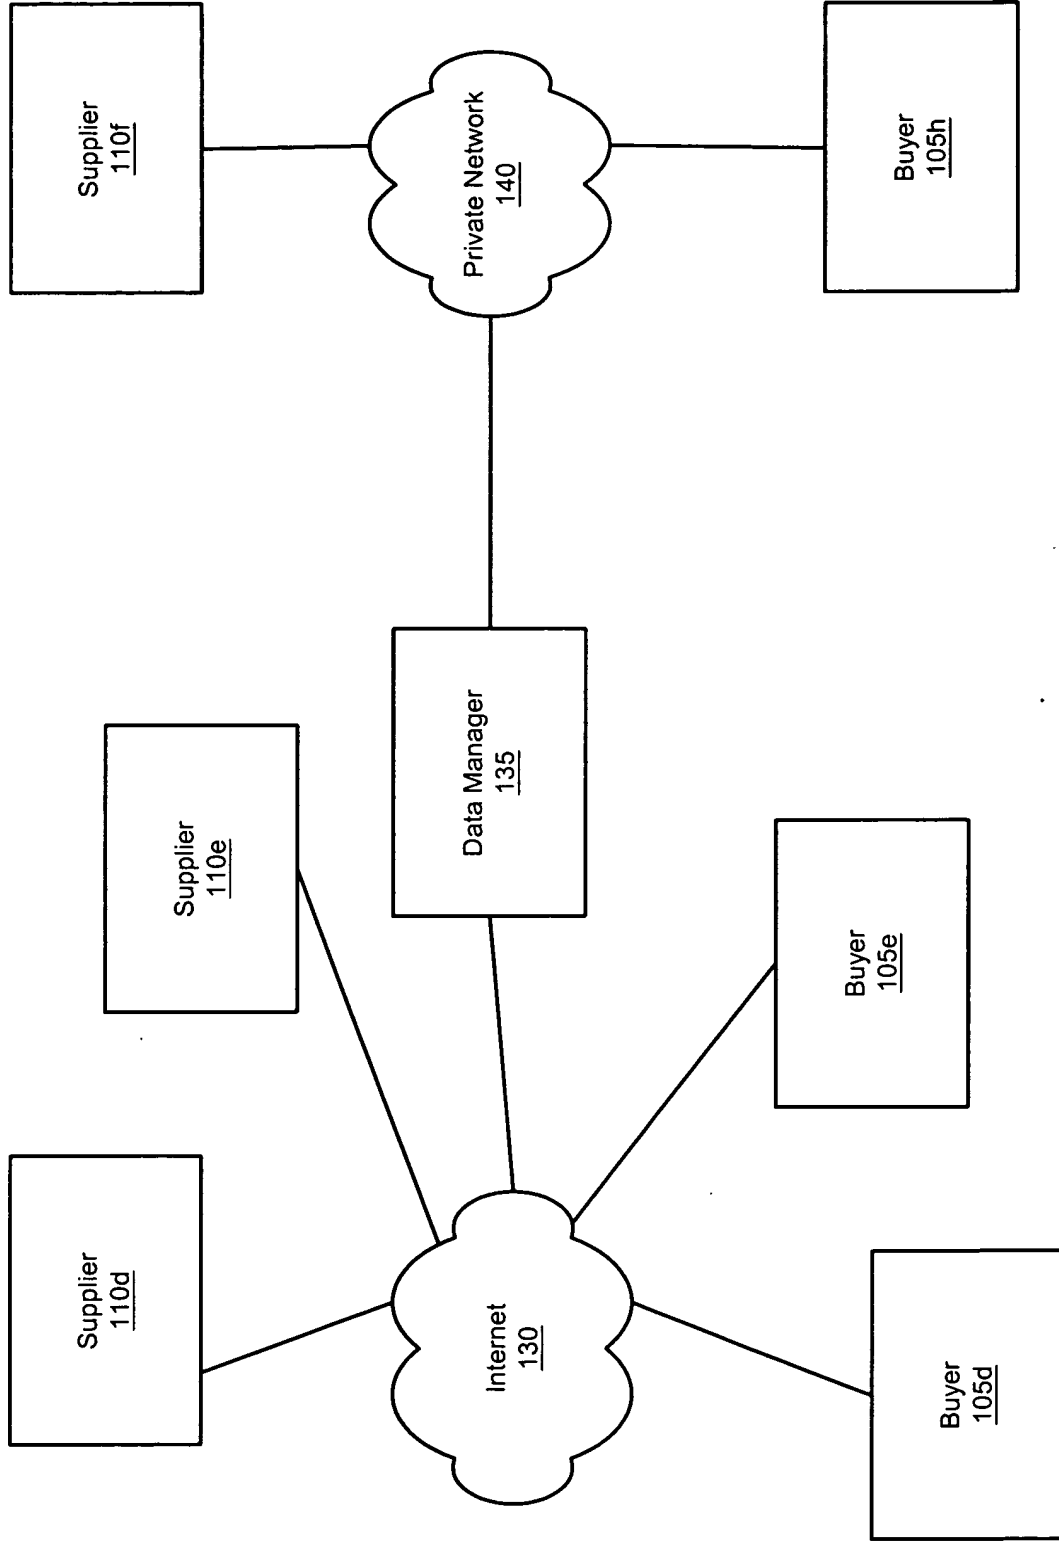 Supplier
110d
Supplier
110e
Supplier
110f
Internet
130
Data Manager
135
Private Network
140
Buyer
105d
Buyer
105e
Buyer
105h